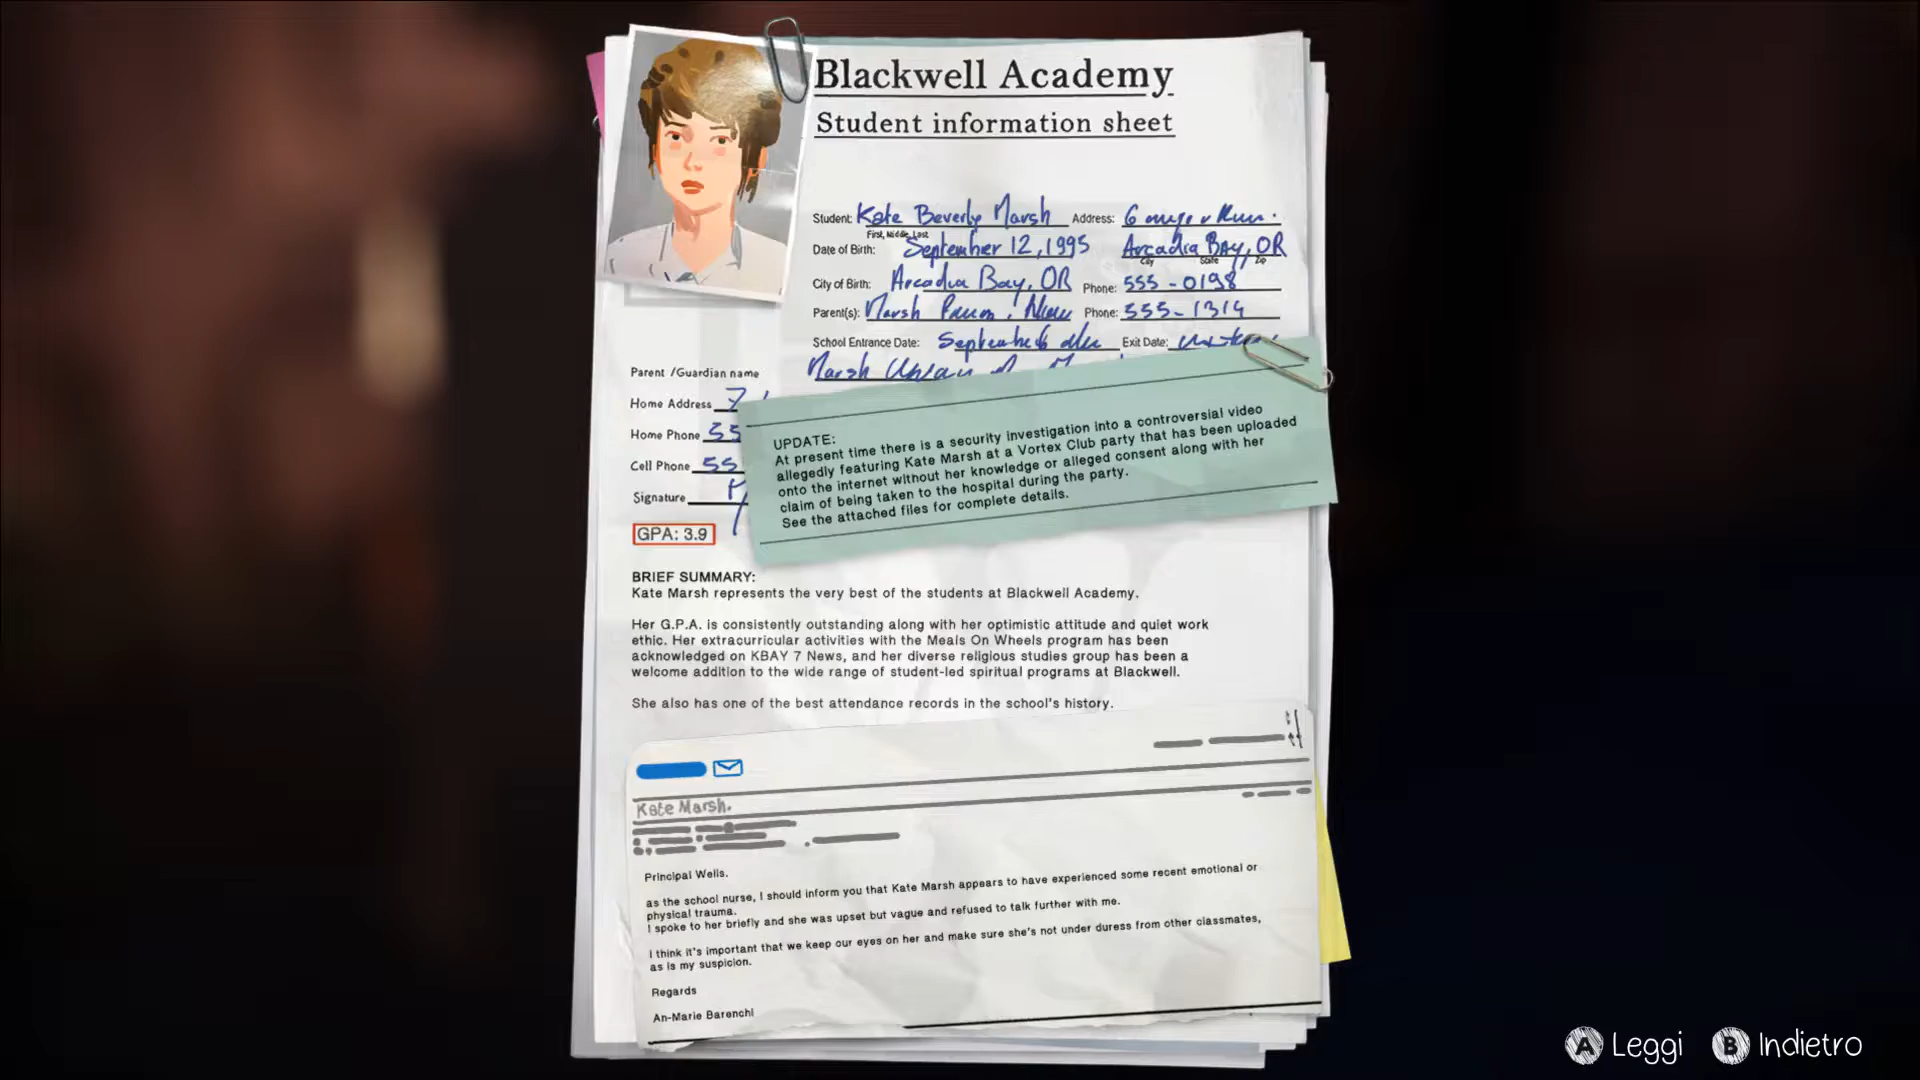 Blackwell Academy
Student information sheet
Student: Kate Beverly Marsh Address:
First, Middle, Last
Date of Birth: September 12, 1995 Arcadia Bay, OR
City State Zip
City of Birth: Arcadia Bay, OR Phone: 555-0198
Parent(s): Marsh Phone: 555-1314
School Entrance Date: September Exit Date:
Parent /Guardian name Marsh
Home Address 7
Home Phone 55
Cell Phone 55
Signature
UPDATE:
At present time there is a security investigation into a controversial video
allegedly featuring Kate Marsh at a Vortex Club party that has been uploaded
onto the internet without her knowledge or alleged consent along with her
claim of being taken to the hospital during the party.
See the attached files for complete details.
GPA: 3.9
BRIEF SUMMARY:
Kate Marsh represents the very best of the students at Blackwell Academy.
Her G.P.A. is consistently outstanding along with her optimistic attitude and quiet work
ethic. Her extracurricular activities with the Meals On Wheels program has been
acknowledged on KBAY 7 News, and her diverse religious studies group has been a
welcome addition to the wide range of student-led spiritual programs at Blackwell.
She also has one of the best attendance records in the school's history.
Kate Marsh.
Principal Wells.
as the school nurse, I should inform you that Kate Marsh appears to have experienced some recent emotional or
physical trauma.
I spoke to her briefly and she was upset but vague and refused to talk further with me.
I think it's important that we keep our eyes on her and make sure she's not under duress from other classmates,
as is my suspicion.
Regards
An-Marie Barenchi
A Leggi B Indietro